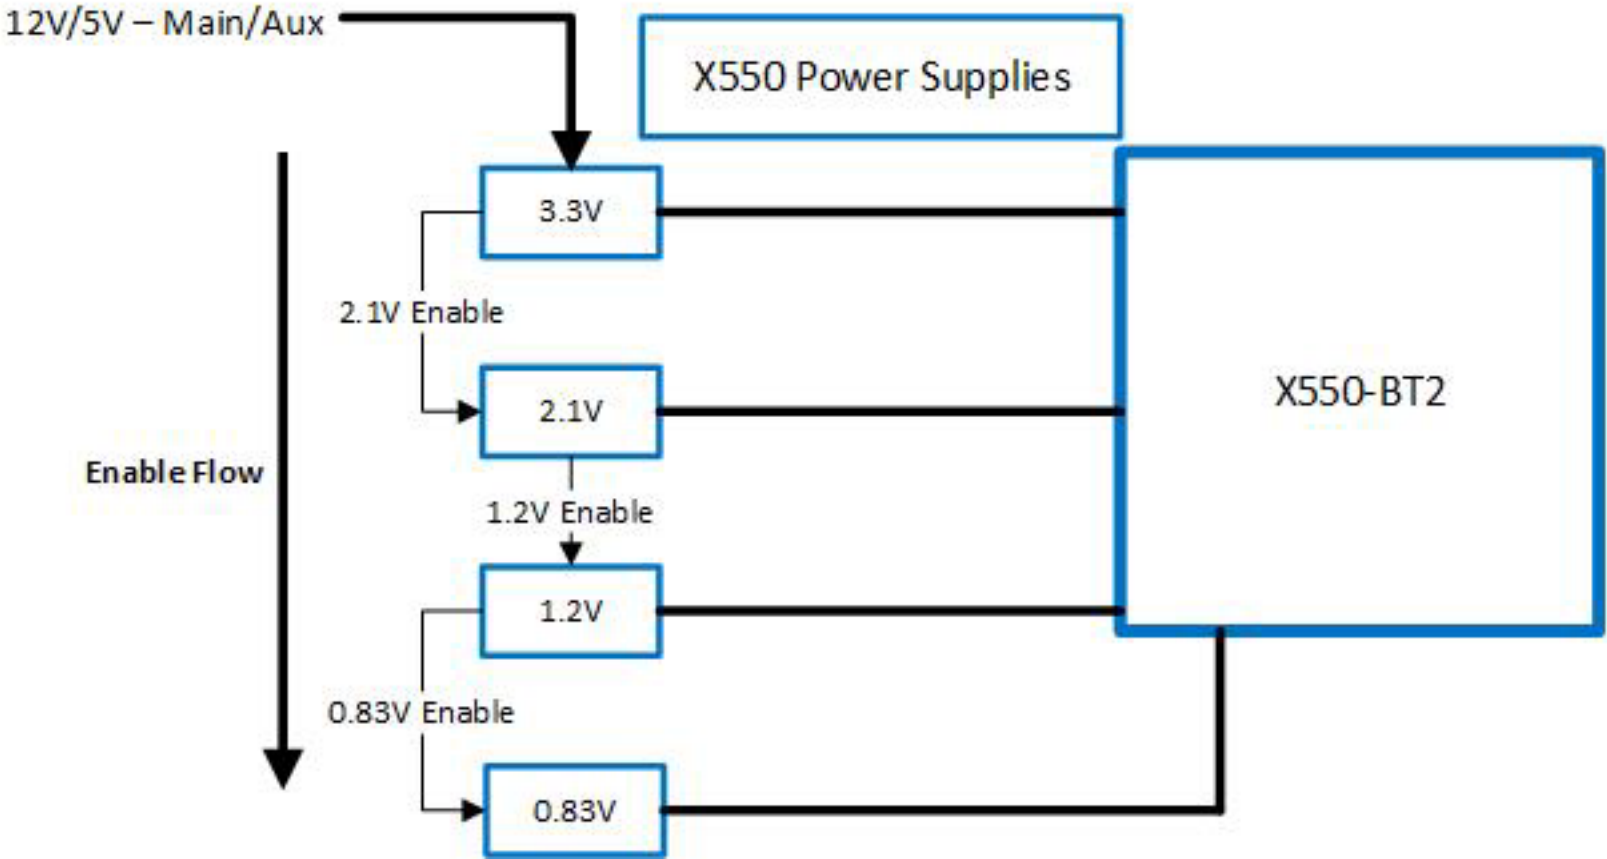 12V/5V – Main/Aux
X550 Power Supplies
3.3V
2.1V Enable
2.1V
X550-BT2
Enable Flow
1.2V Enable
1.2V
0.83V Enable
0.83V